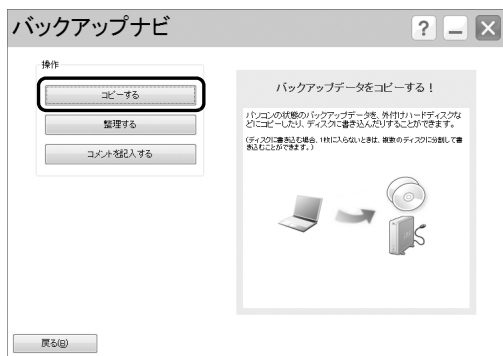 バックアップナビ
?
操作
コピーする
整理する
コメントを記入する
バックアップデータをコピーする！
パソコンの状態のバックアップデータを、外付けハードディスクな
どにコピーしたり、ディスクに書き込んだりすることができます。
(ディスクに書き込む場合、1枚に入らないときは、複数のディスクに分割して書
き込むことができます。)
戻る(B)